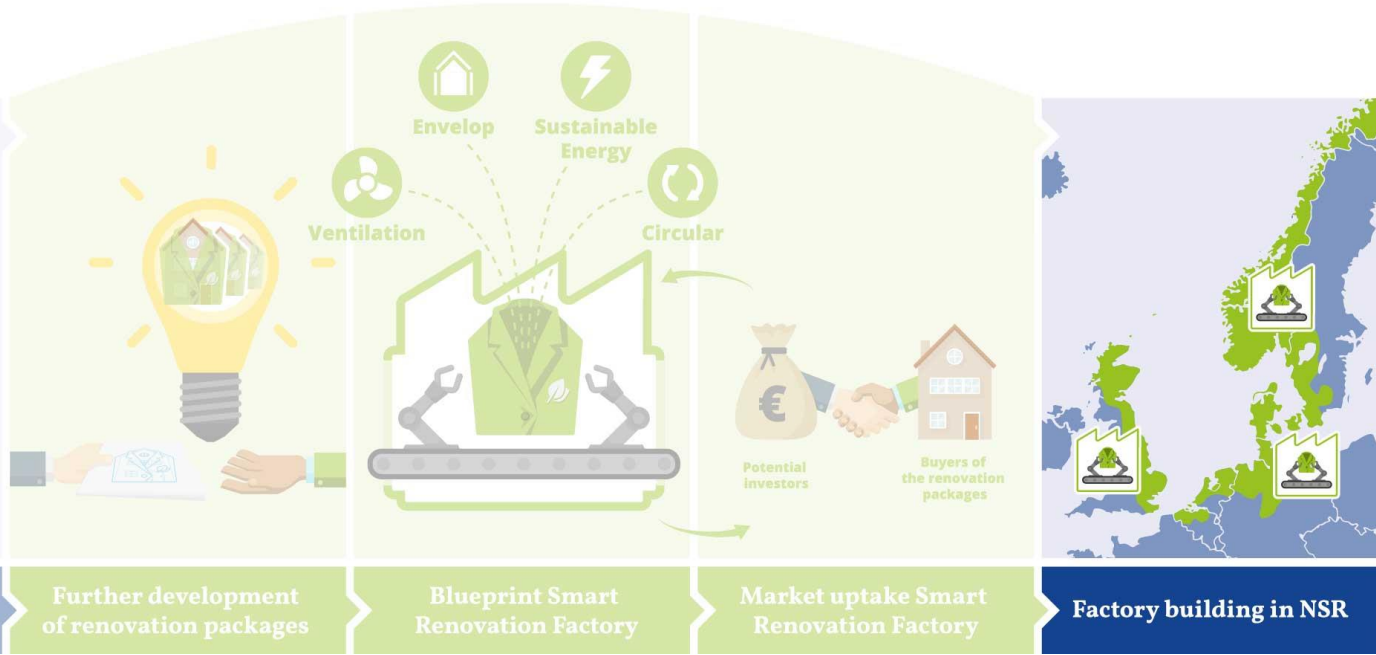 Envelop
Sustainable
Energy
Ventilation
Circular
€
Potential
investors
Buyers of
the renovation
packages
Further development
of renovation packages
Blueprint Smart
Renovation Factory
Market uptake Smart
Renovation Factory
Factory building in NSR